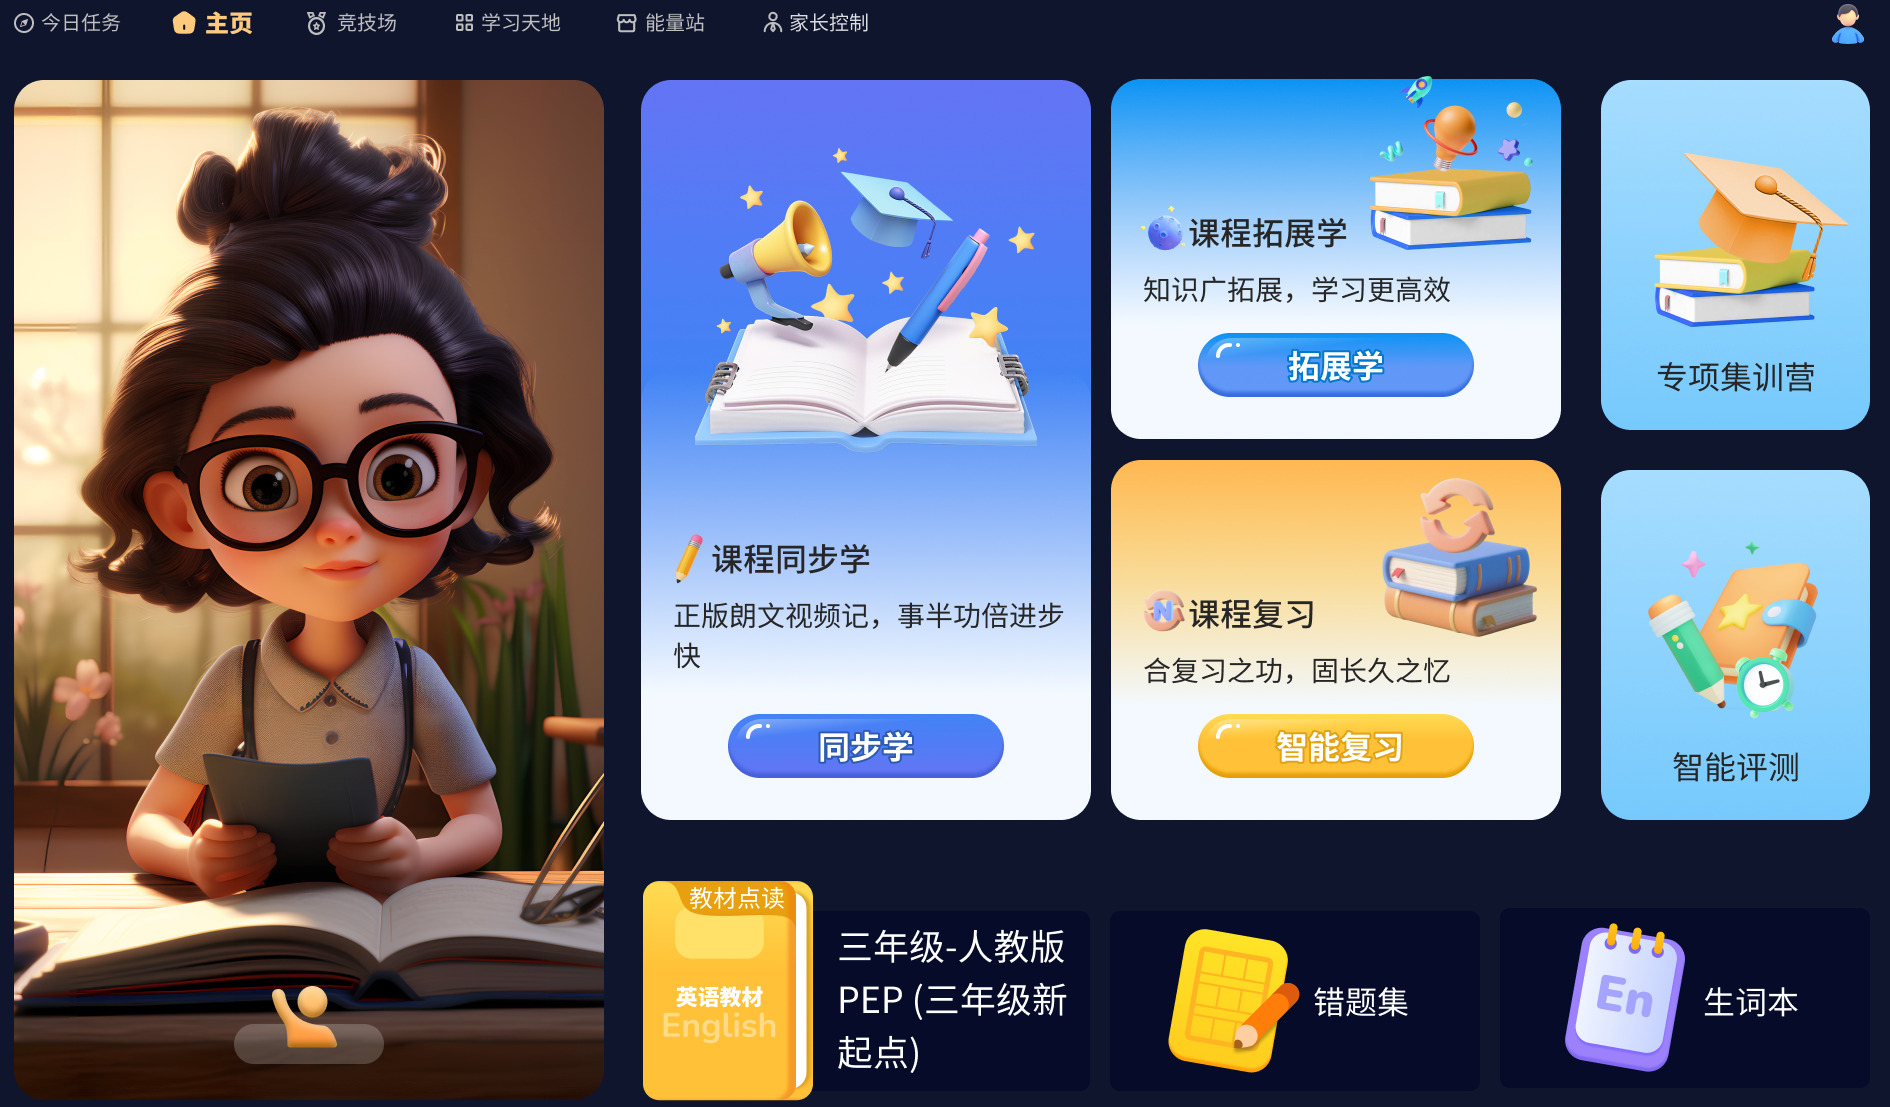 今日任务
主页
竞技场
学习天地
能量站
家长控制
课程同步学
正版朗文视频记，事半功倍进步
快
同步学
课程拓展学
知识广拓展，学习更高效
拓展学
N
课程复习
合复习之功，固长久之忆
智能复习
专项集训营
智能评测
教材点读
英语教材
English
三年级-人教版
PEP (三年级新
起点)
错题集
En
生词本